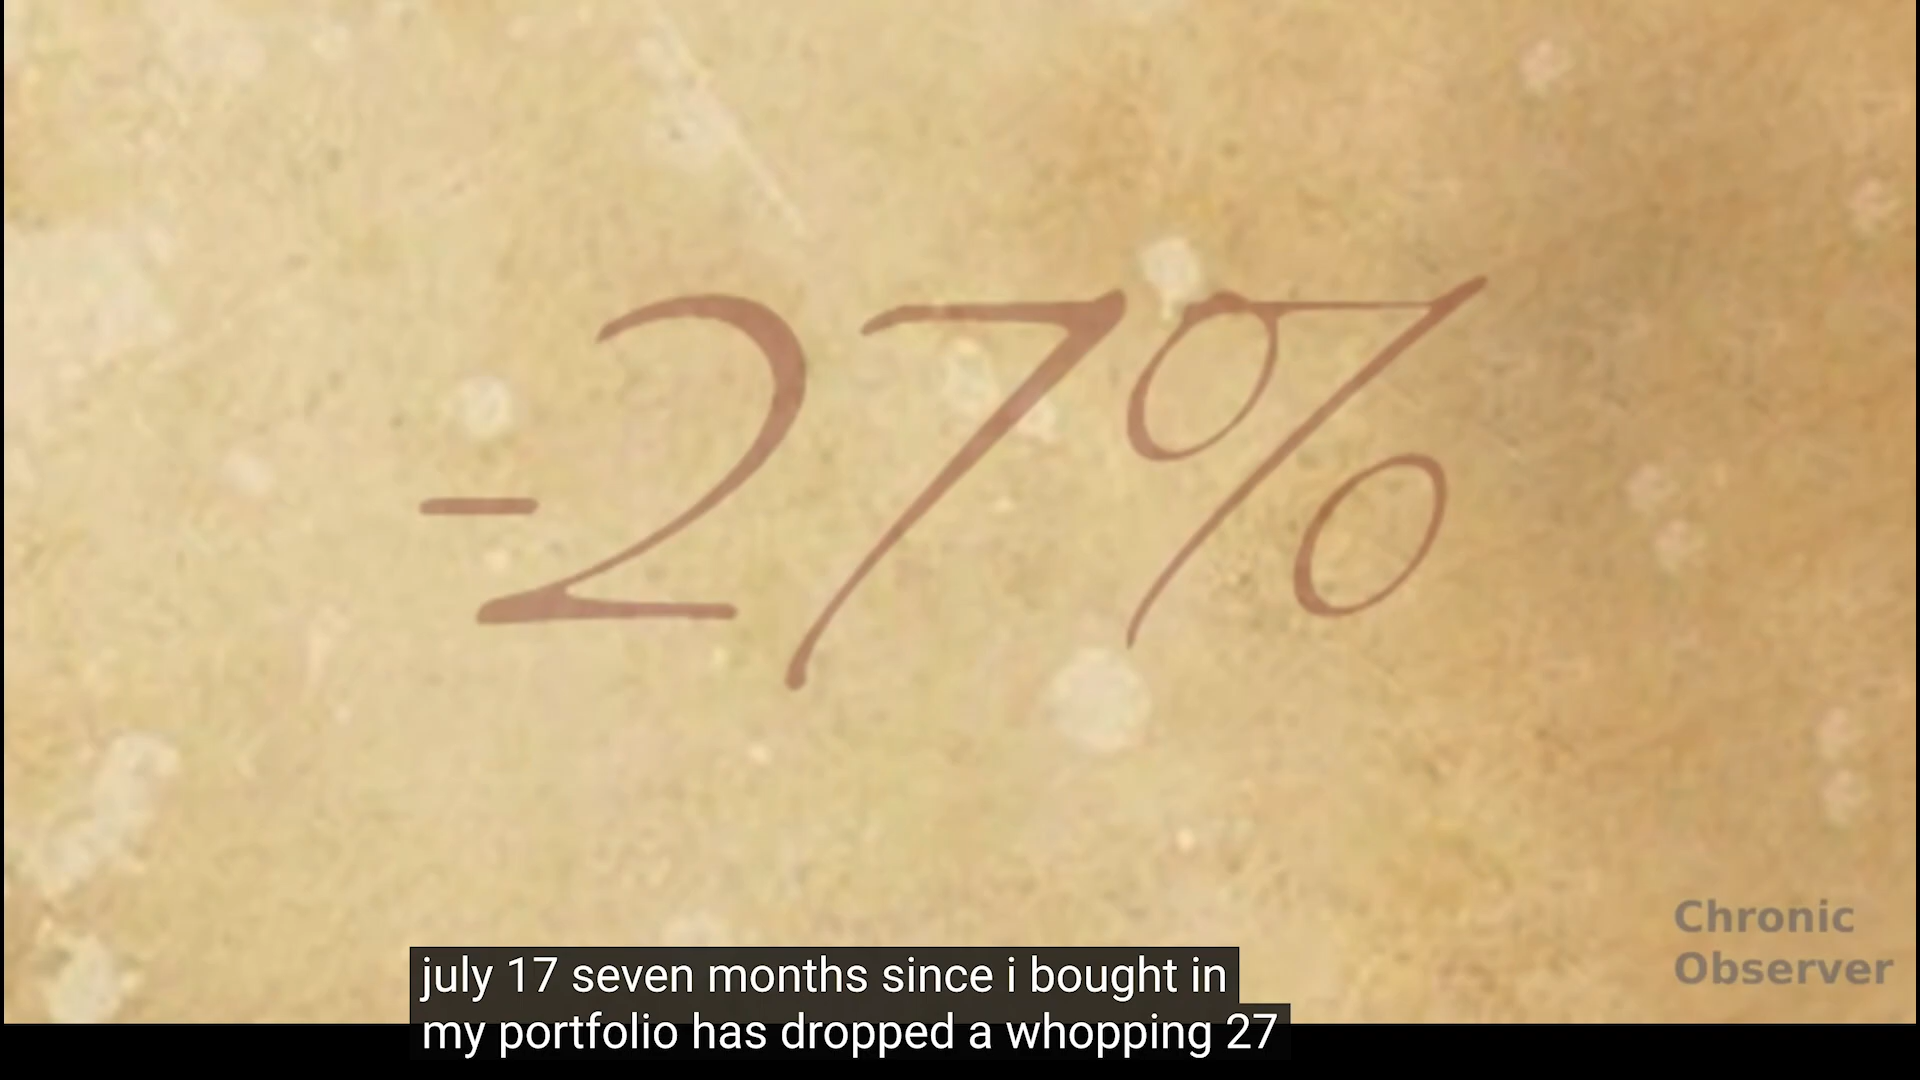 -27%
Chronic
Observer
july 17 seven months since i bought in
my portfolio has dropped a whopping 27